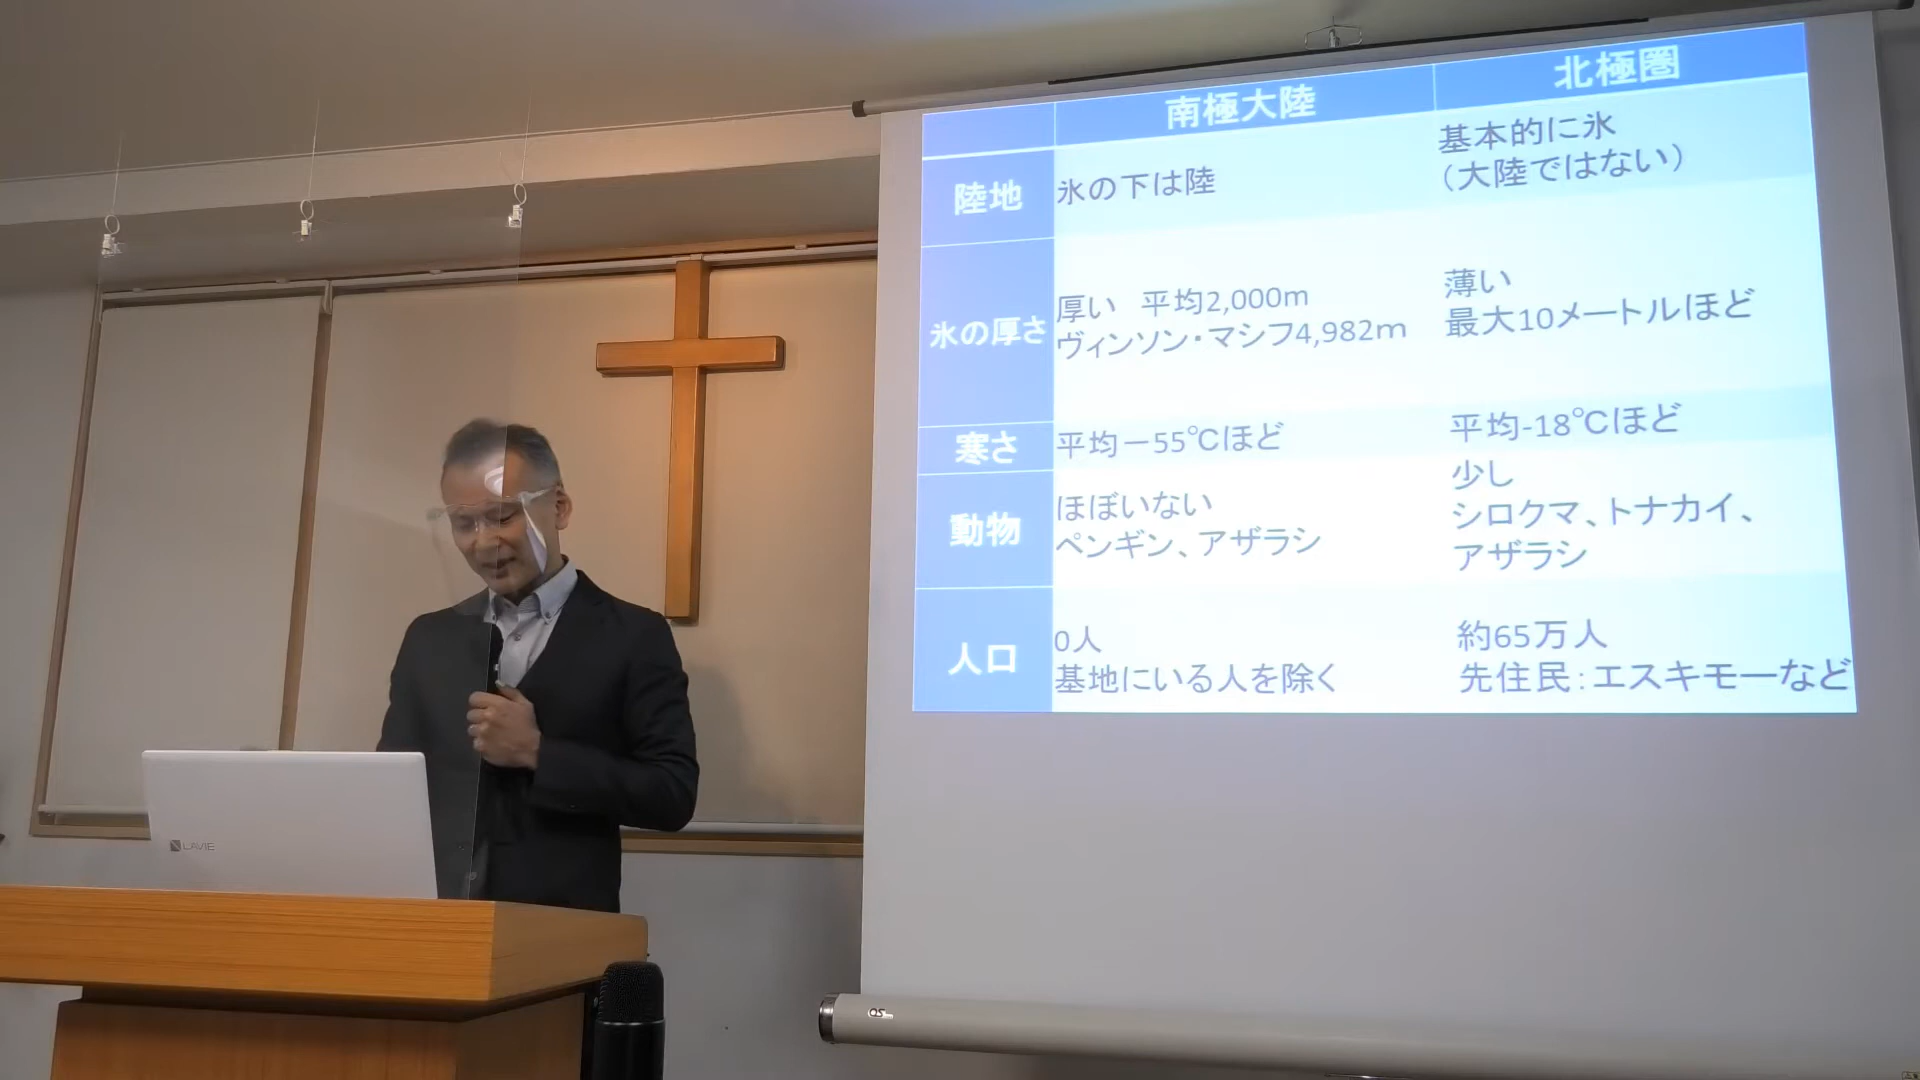 南極大陸
北極圏
陸地
氷の下は陸
基本的に氷
（大陸ではない）
氷の厚さ
厚い 平均2,000m
ヴィンソン・マシフ4,982m
薄い
最大10メートルほど
寒さ
平均－55℃ほど
平均-18℃ほど
動物
ほぼいない
ペンギン、アザラシ
少し
シロクマ、トナカイ、
アザラシ
人口
0人
基地にいる人を除く
約65万人
先住民：エスキモーなど
LAVIE
OS